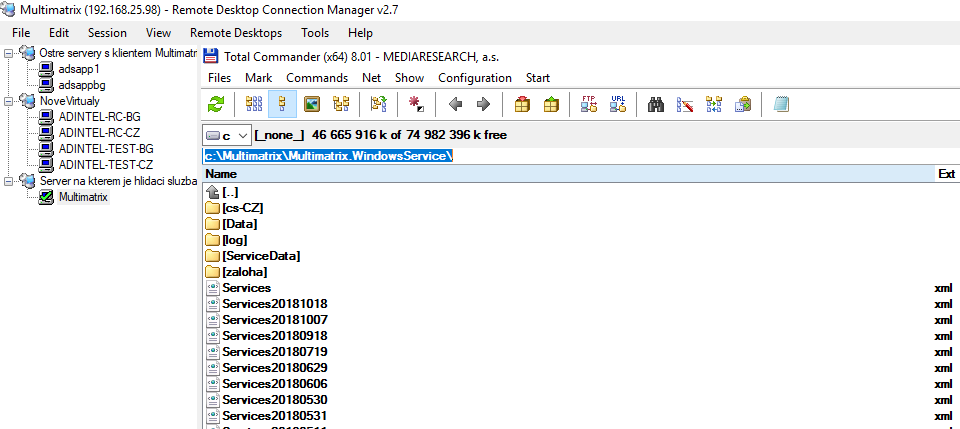 Multimatrix (192.168.25.98) - Remote Desktop Connection Manager v2.7
File Edit Session View Remote Desktops Tools Help
Ostre servery s klientem Multimatr
adsapp1
adsappbg
NoveVirtualy
ADINTEL-RC-BG
ADINTEL-RC-CZ
ADINTEL-TEST-BG
ADINTEL-TEST-CZ
Server na kterem je hlidaci sluzba
Multimatrix
Total Commander (x64) 8.01 - MEDIARESEARCH, a.s.
Files Mark Commands Net Show Configuration Start
FTP URL
c [_none_] 46 665 916 k of 74 982 396 k free
c:\Multimatrix\Multimatrix.WindowsService\
Name Ext
[..]
[cs-CZ]
[Data]
[log]
[ServiceData]
[zaloha]
Services xml
Services20181018 xml
Services20181007 xml
Services20180918 xml
Services20180719 xml
Services20180629 xml
Services20180606 xml
Services20180530 xml
Services20180531 xml